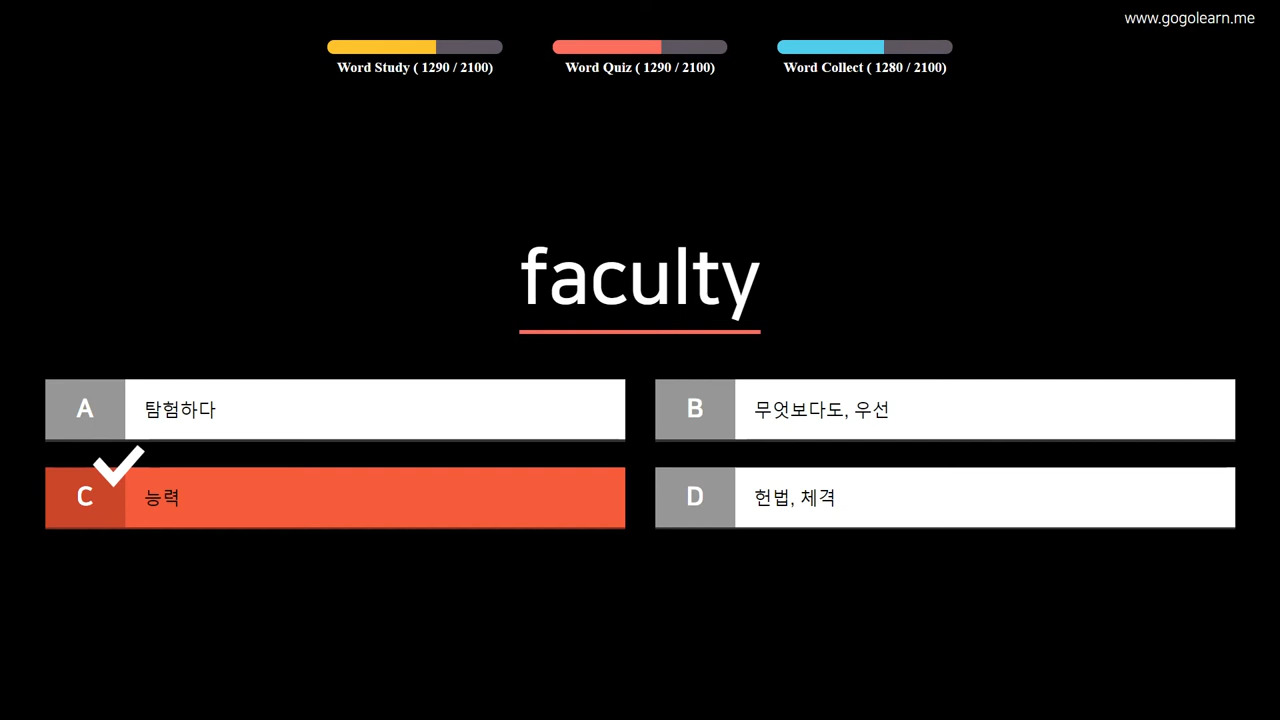 www.gogolearn.me
Word Study ( 1290 / 2100)
Word Quiz ( 1290 / 2100)
Word Collect ( 1280 / 2100)
faculty
A 탐험하다
B 무엇보다도, 우선
C 능력
D 헌법, 체격